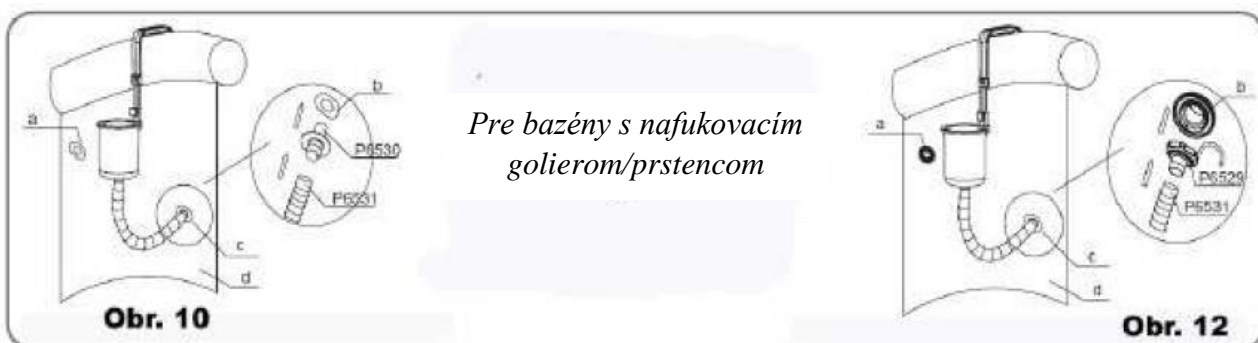 a
b
P6530
P6531
c
d
Obr. 10
Pre bazény s nafukovacím
golierom/prstencom
a
b
P6529
P6531
c
d
Obr. 12